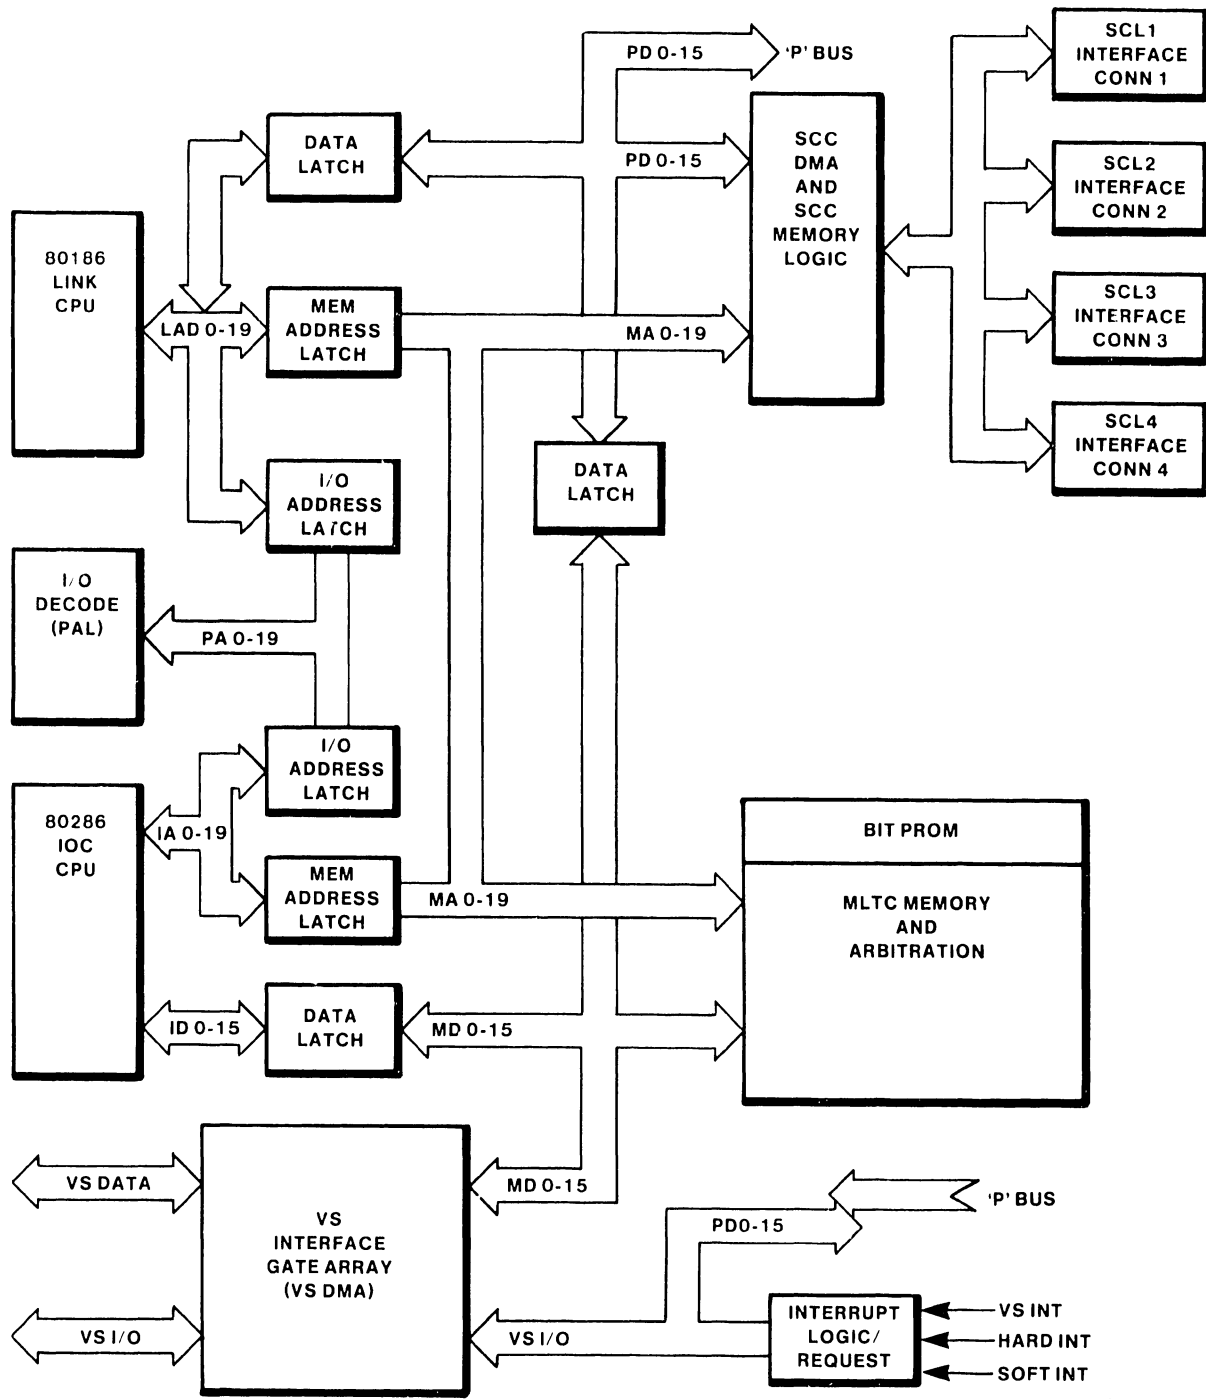 PD 0-15
'P' BUS
SCL1
INTERFACE
CONN 1
DATA
LATCH
PD 0-15
SCC
DMA
AND
SCC
MEMORY
LOGIC
SCL2
INTERFACE
CONN 2
80186
LINK
CPU
LAD 0-19
MEM
ADDRESS
LATCH
MA 0-19
SCL3
INTERFACE
CONN 3
SCL4
INTERFACE
CONN 4
I/O
ADDRESS
LATCH
DATA
LATCH
I/O
DECODE
(PAL)
PA 0-19
I/O
ADDRESS
LATCH
80286
IOC
CPU
IA 0-19
MEM
ADDRESS
LATCH
MA 0-19
BIT PROM
MLTC MEMORY
AND
ARBITRATION
ID 0-15
DATA
LATCH
MD 0-15
VS DATA
VS
INTERFACE
GATE ARRAY
(VS DMA)
MD 0-15
'P' BUS
PD0-15
VS I/O
VS I/O
INTERRUPT
LOGIC/
REQUEST
VS INT
HARD INT
SOFT INT